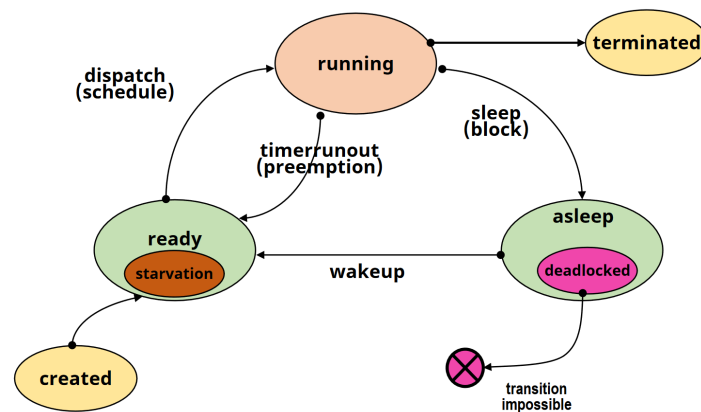 terminated
running
dispatch
(schedule)
sleep
(block)
timerrunout
(preemption)
asleep
ready
deadlocked
starvation
wakeup
created
transition
impossible